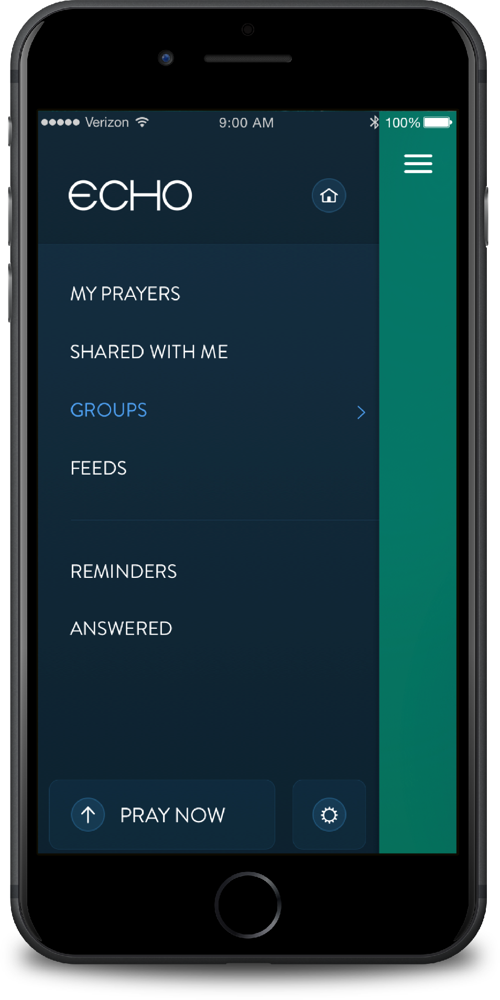 Verizon 9:00 AM 100%
ECHO
MY PRAYERS
SHARED WITH ME
GROUPS
FEEDS
REMINDERS
ANSWERED
PRAY NOW